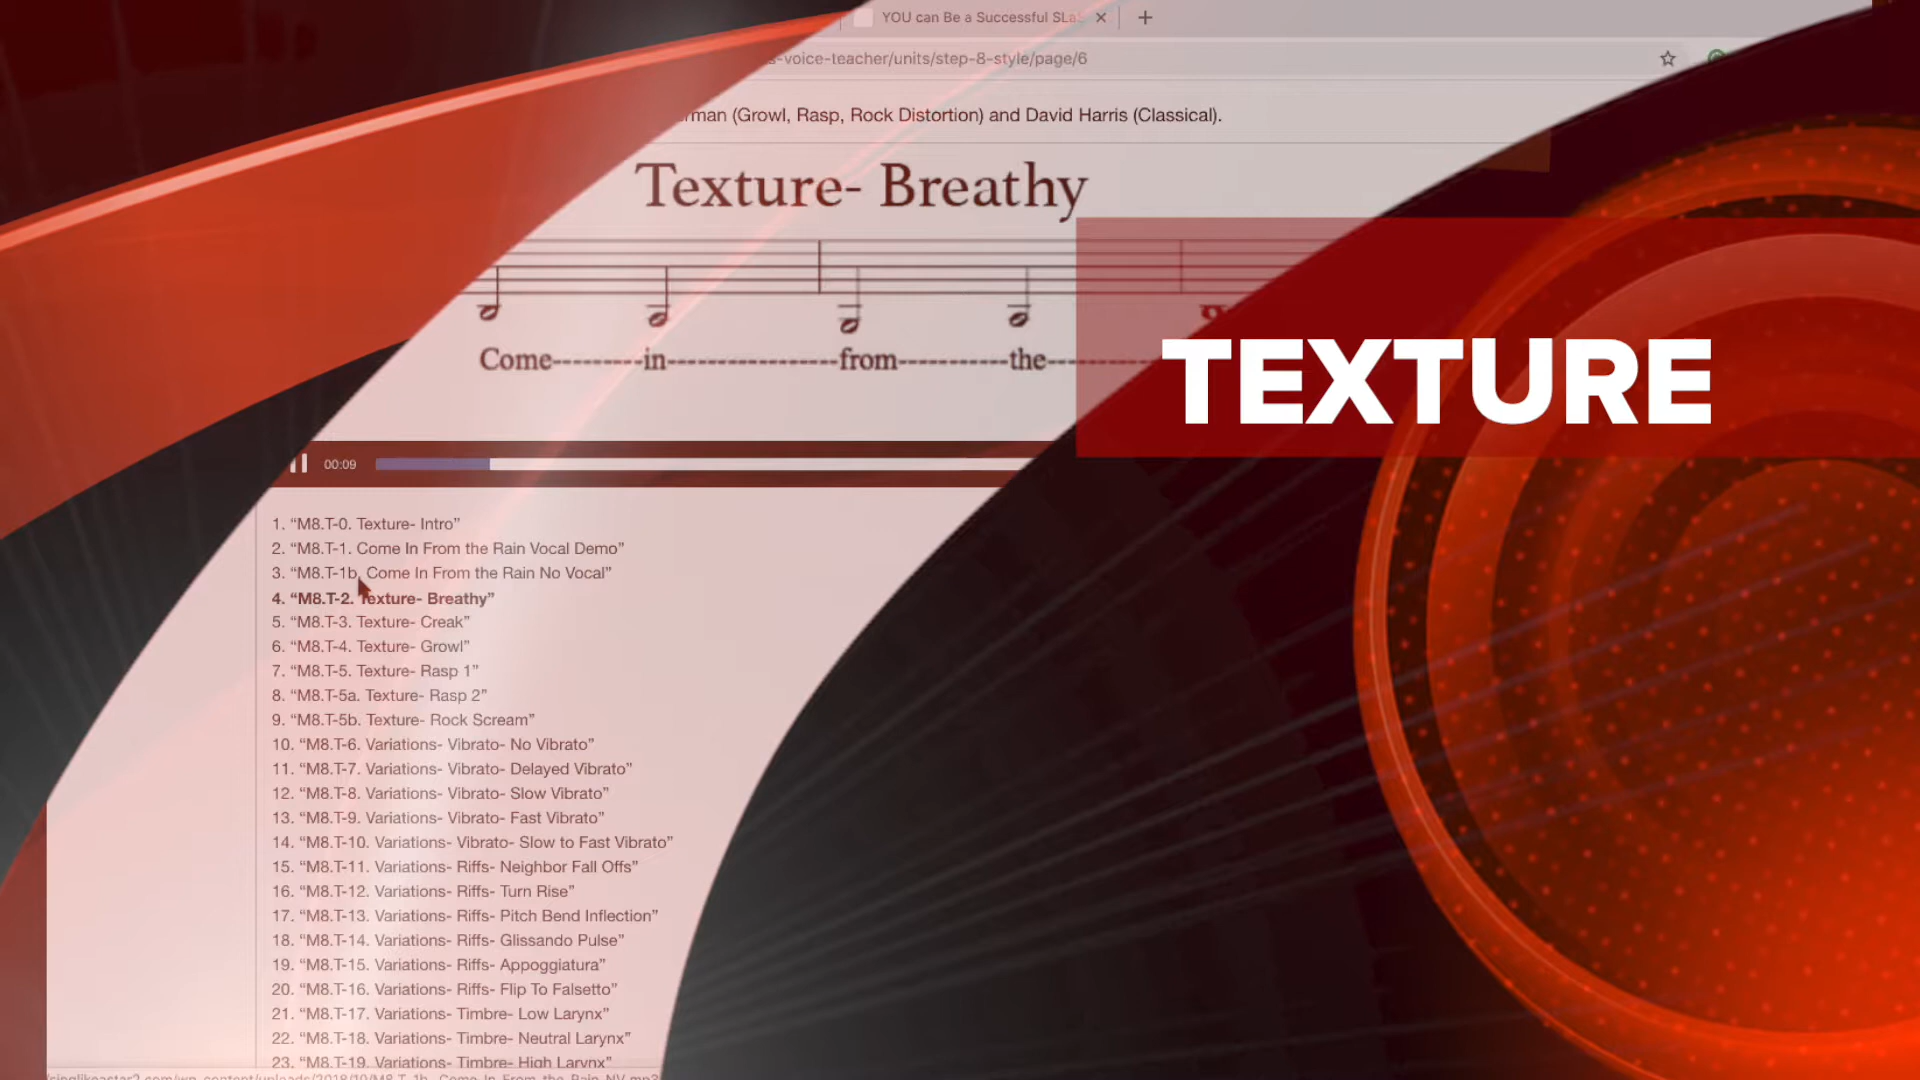 YOU can Be a Successful SLa
s-voice-teacher/units/step-8-style/page/6
rman (Growl, Rasp, Rock Distortion) and David Harris (Classical).
Texture- Breathy
Come---------in-----------------from-----------the-----------
TEXTURE
00:09
1. “M8.T-0. Texture- Intro”
2. “M8.T-1. Come In From the Rain Vocal Demo”
3. “M8.T-1b. Come In From the Rain No Vocal”
4. “M8.T-2. Texture- Breathy”
5. “M8.T-3. Texture- Creak”
6. “M8.T-4. Texture- Growl”
7. “M8.T-5. Texture- Rasp 1”
8. “M8.T-5a. Texture- Rasp 2”
9. “M8.T-5b. Texture- Rock Scream”
10. “M8.T-6. Variations- Vibrato- No Vibrato”
11. “M8.T-7. Variations- Vibrato- Delayed Vibrato”
12. “M8.T-8. Variations- Vibrato- Slow Vibrato”
13. “M8.T-9. Variations- Vibrato- Fast Vibrato”
14. “M8.T-10. Variations- Vibrato- Slow to Fast Vibrato”
15. “M8.T-11. Variations- Riffs- Neighbor Fall Offs”
16. “M8.T-12. Variations- Riffs- Turn Rise”
17. “M8.T-13. Variations- Riffs- Pitch Bend Inflection”
18. “M8.T-14. Variations- Riffs- Glissando Pulse”
19. “M8.T-15. Variations- Riffs- Appoggiatura”
20. “M8.T-16. Variations- Riffs- Flip To Falsetto”
21. “M8.T-17. Variations- Timbre- Low Larynx”
22. “M8.T-18. Variations- Timbre- Neutral Larynx”
23. “M8.T-19. Variations- Timbre- High Larynx”